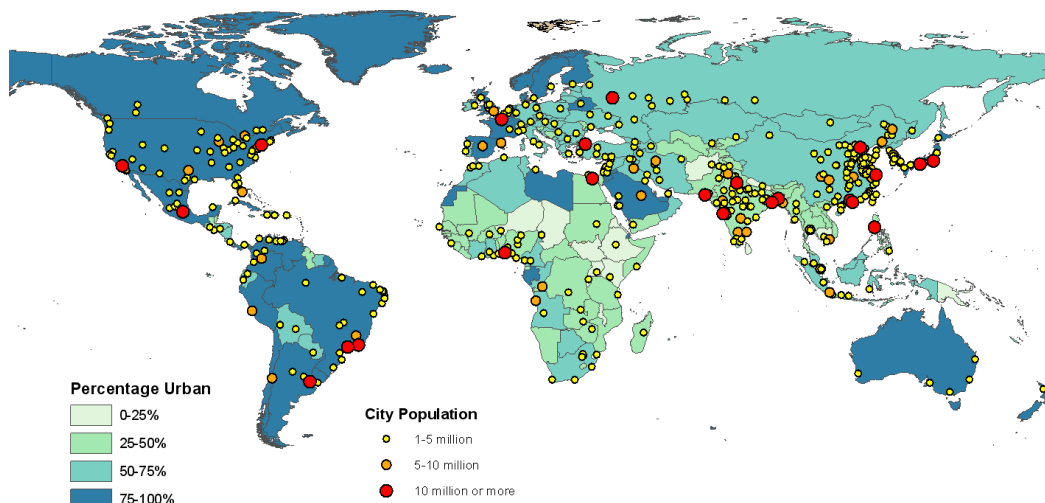 Percentage Urban
0-25%
25-50%
50-75%
75-100%
City Population
1-5 million
5-10 million
10 million or more